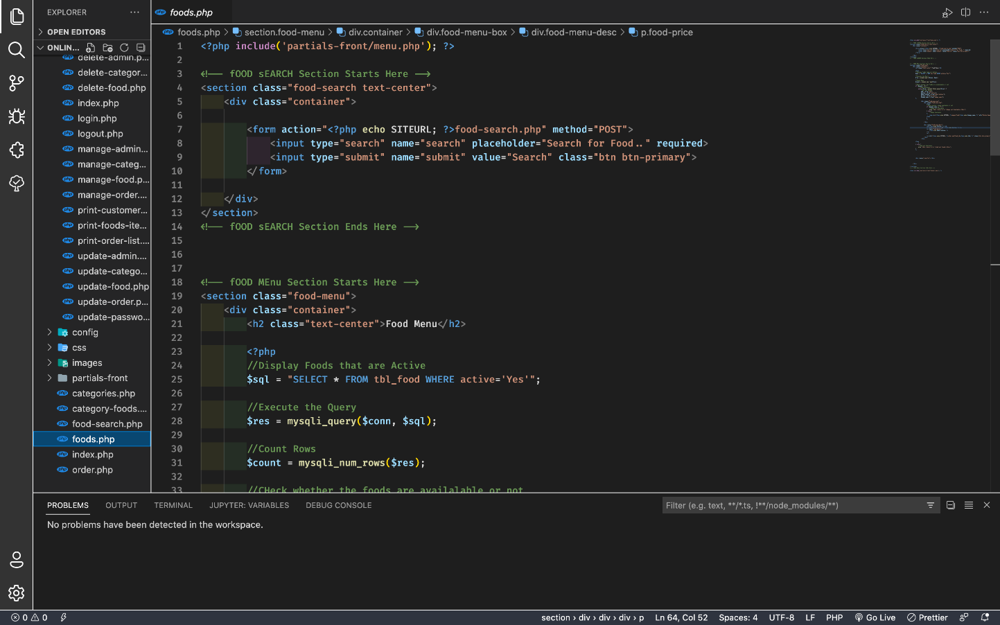 EXPLORER
foods.php
OPEN EDITORS
ONLIN...
delete-admin.p...
delete-categor...
delete-food.php
index.php
login.php
logout.php
manage-admin...
manage-categ...
manage-food.p...
manage-order....
print-customer...
print-foods-ite...
print-order-list....
update-admin....
update-catego...
update-food.php
update-order.p...
update-passwo...
config
css
images
partials-front
categories.php
category-foods....
food-search.php
foods.php
index.php
order.php
foods.php > section.food-menu > div.container > div.food-menu-box > div.food-menu-desc > p.food-price
1 <?php include('partials-front/menu.php'); ?>
2
3 <!-- fOOD sEARCH Section Starts Here -->
4 <section class="food-search text-center">
5 <div class="container">
6
7 <form action="<?php echo SITEURL; ?>food-search.php" method="POST">
8 <input type="search" name="search" placeholder="Search for Food.." required>
9 <input type="submit" name="submit" value="Search" class="btn btn-primary">
10 </form>
11
12 </div>
13 </section>
14 <!-- fOOD sEARCH Section Ends Here -->
15
16
17
18 <!-- fOOD MEnu Section Starts Here -->
19 <section class="food-menu">
20 <div class="container">
21 <h2 class="text-center">Food Menu</h2>
22
23 <?php
24 //Display Foods that are Active
25 $sql = "SELECT * FROM tbl_food WHERE active='Yes'";
26
27 //Execute the Query
28 $res = mysqli_query($conn, $sql);
29
30 //Count Rows
31 $count = mysqli_num_rows($res);
32
33 //CHeck whether the foods are availalable or not
PROBLEMS OUTPUT TERMINAL JUPYTER: VARIABLES DEBUG CONSOLE
Filter (e.g. text, **/*.ts, !**/node_modules/**)
No problems have been detected in the workspace.
0 0 section > div > div > div > p Ln 64, Col 52 Spaces: 4 UTF-8 LF PHP Go Live Prettier